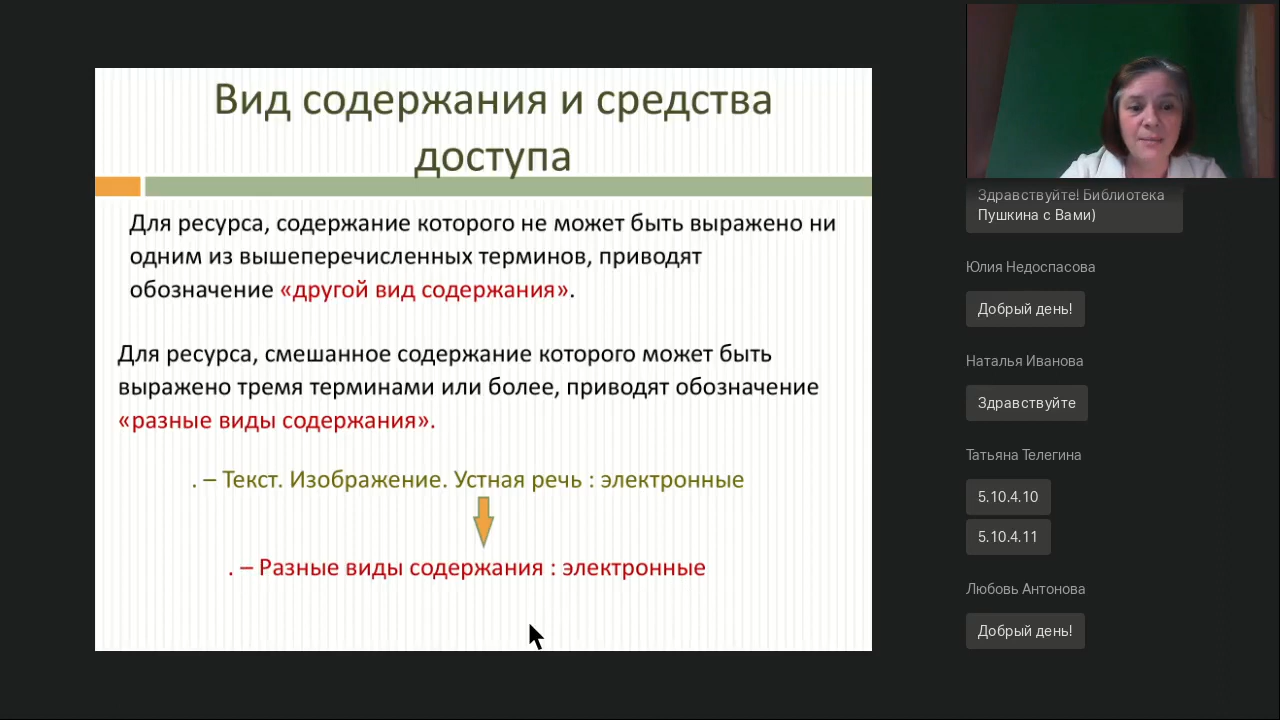 Вид содержания и средства
доступа
Для ресурса, содержание которого не может быть выражено ни
одним из вышеперечисленных терминов, приводят
обозначение «другой вид содержания».
Для ресурса, смешанное содержание которого может быть
выражено тремя терминами или более, приводят обозначение
«разные виды содержания».
. – Текст. Изображение. Устная речь : электронные
. – Разные виды содержания : электронные
Здравствуйте! Библиотека
Пушкина с Вами)
Юлия Недоспасова
Добрый день!
Наталья Иванова
Здравствуйте
Татьяна Телегина
5.10.4.10
5.10.4.11
Любовь Антонова
Добрый день!